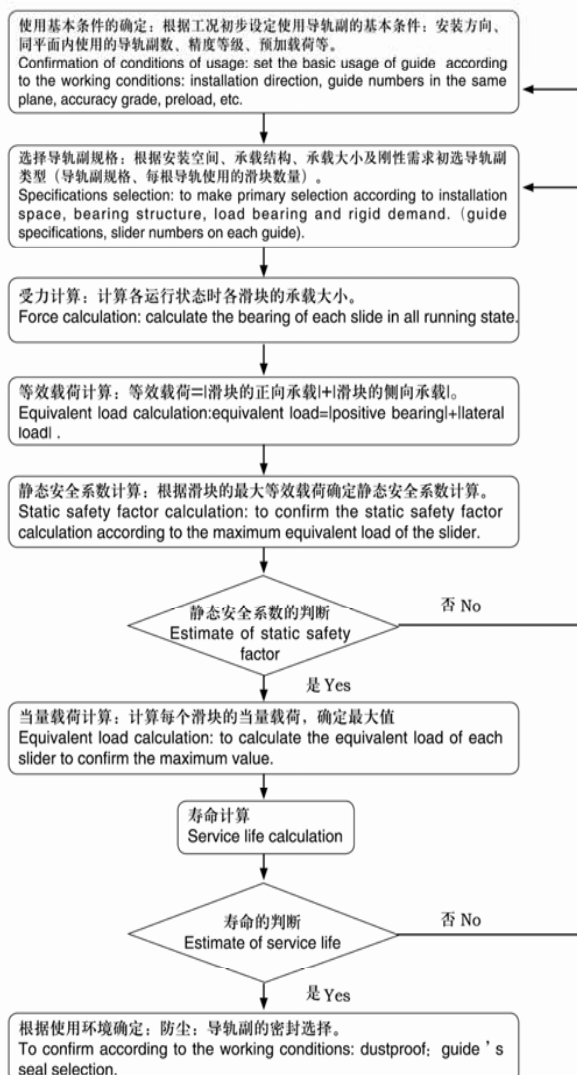 使用基本条件的确定：根据工况初步设定使用导轨副的基本条件：安装方向、
同平面内使用的导轨副数、精度等级、预加载荷等。
Confirmation of conditions of usage: set the basic usage of guide according
to the working conditions: installation direction, guide numbers in the same
plane, accuracy grade, preload, etc.
选择导轨副规格：根据安装空间、承载结构、承载大小及刚性需求初选导轨副
类型（导轨副规格、每根导轨使用的滑块数量）。
Specifications selection: to make primary selection according to installation
space, bearing structure, load bearing and rigid demand. (guide
specifications, slider numbers on each guide).
受力计算：计算各运行状态时各滑块的承载大小。
Force calculation: calculate the bearing of each slide in all running state.
等效载荷计算：等效载荷=|滑块的正向承载|+|滑块的侧向承载|。
Equivalent load calculation:equivalent load=|positive bearing|+|lateral
load| .
静态安全系数计算：根据滑块的最大等效载荷确定静态安全系数计算。
Static safety factor calculation: to confirm the static safety factor
calculation according to the maximum equivalent load of the slider.
静态安全系数的判断
Estimate of static safety
factor
否 No
是 Yes
当量载荷计算：计算每个滑块的当量载荷，确定最大值
Equivalent load calculation: to calculate the equivalent load of each
slider to confirm the maximum value.
寿命计算
Service life calculation
寿命的判断
Estimate of service life
否 No
是 Yes
根据使用环境确定：防尘；导轨副的密封选择。
To confirm according to the working conditions: dustproof; guide ' s
seal selection.